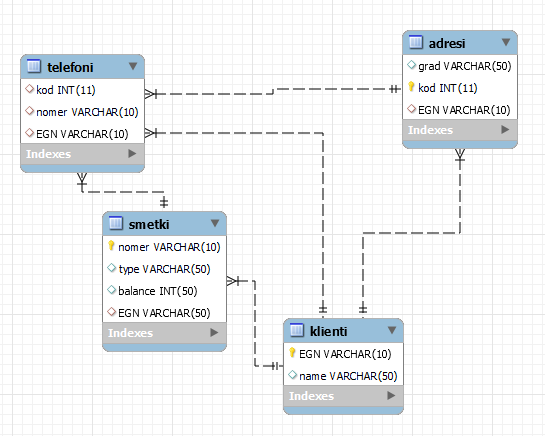 telefoni
kod INT(11)
nomer VARCHAR(10)
EGN VARCHAR(10)
Indexes
adresi
grad VARCHAR(50)
kod INT(11)
EGN VARCHAR(10)
Indexes
smetki
nomer VARCHAR(10)
type VARCHAR(50)
balance INT(50)
EGN VARCHAR(50)
Indexes
klienti
EGN VARCHAR(10)
name VARCHAR(50)
Indexes